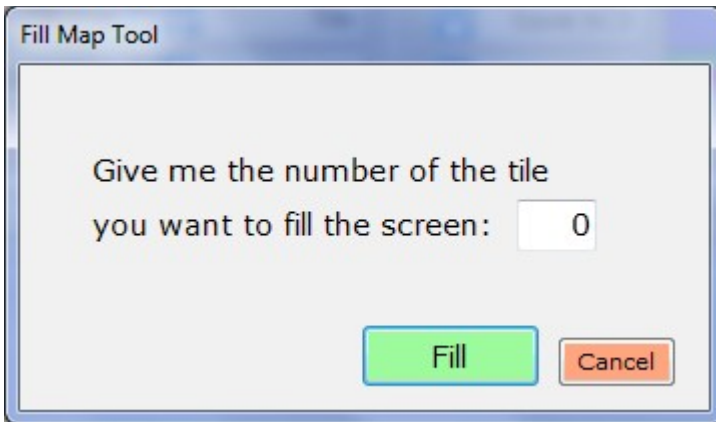 Fill Map Tool
Give me the number of the tile
you want to fill the screen: 0
Fill Cancel